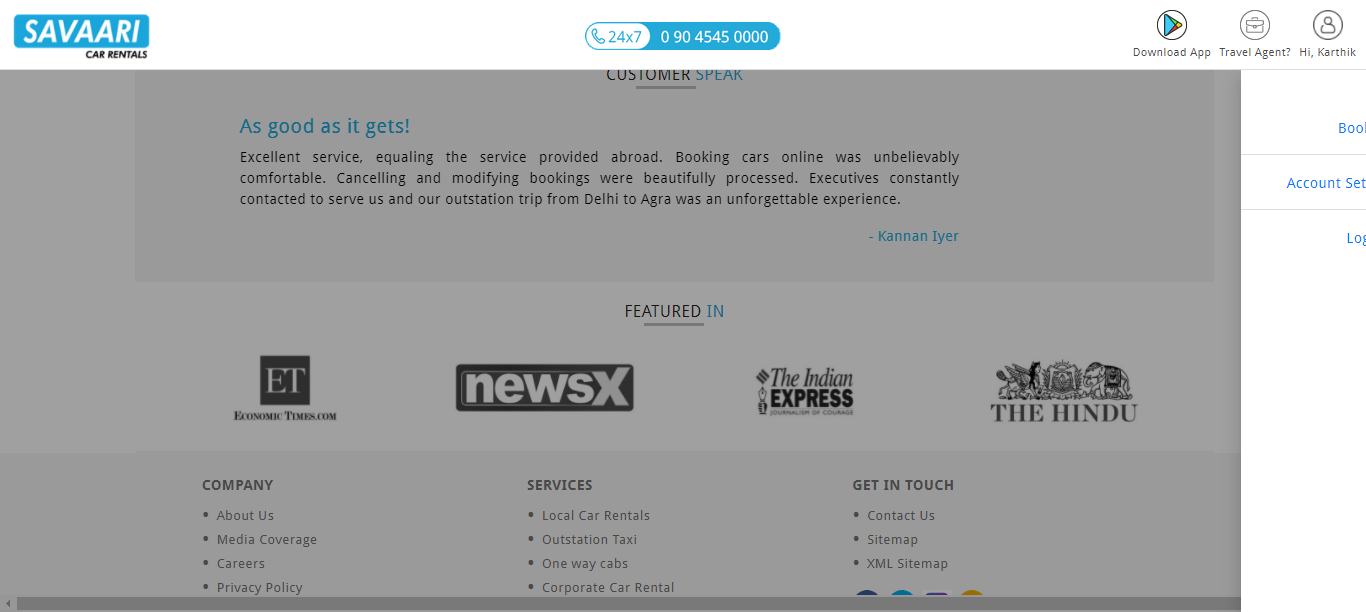 SAVAARI
CAR RENTALS
24x7 0 90 4545 0000
Download App
Travel Agent?
Hi, Karthik
CUSTOMER SPEAK
As good as it gets!
Excellent service, equaling the service provided abroad. Booking cars online was unbelievably
comfortable. Cancelling and modifying bookings were beautifully processed. Executives constantly
contacted to serve us and our outstation trip from Delhi to Agra was an unforgettable experience.
- Kannan Iyer
Book
Account Set
Log
FEATURED IN
ET
ECONOMIC TIMES.COM
newsX
The Indian
EXPRESS
JOURNALISM OF COURAGE
THE HINDU
COMPANY
• About Us
• Media Coverage
• Careers
• Privacy Policy
SERVICES
• Local Car Rentals
• Outstation Taxi
• One way cabs
• Corporate Car Rental
GET IN TOUCH
• Contact Us
• Sitemap
• XML Sitemap